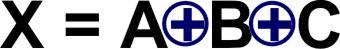 X = A⊕B⊕C